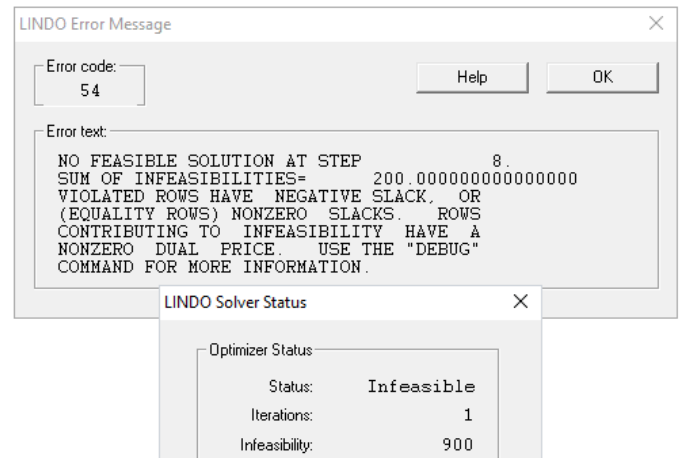 LINDO Error Message
Error code:
54
Help
OK
Error text:
NO FEASIBLE SOLUTION AT STEP 8.
SUM OF INFEASIBILITIES= 200.000000000000000
VIOLATED ROWS HAVE NEGATIVE SLACK, OR
(EQUALITY ROWS) NONZERO SLACKS. ROWS
CONTRIBUTING TO INFEASIBILITY HAVE A
NONZERO DUAL PRICE. USE THE "DEBUG"
COMMAND FOR MORE INFORMATION.
LINDO Solver Status
Optimizer Status
Status: Infeasible
Iterations: 1
Infeasibility: 900